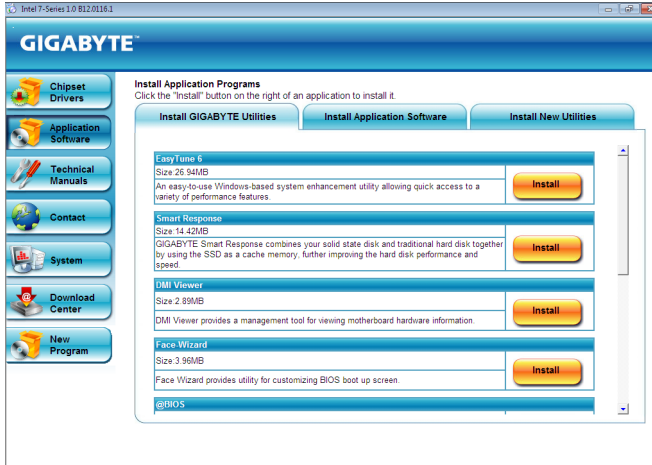 Intel 7-Series 1.0 B12.0116.1
GIGABYTE™
Chipset
Drivers
Application
Software
Technical
Manuals
Contact
System
Download
Center
New
Program
Install Application Programs
Click the "Install" button on the right of an application to install it.
Install GIGABYTE Utilities
Install Application Software
Install New Utilities
EasyTune 6
Size:26.94MB
An easy-to-use Windows-based system enhancement utility allowing quick access to a
variety of performance features.
Install
Smart Response
Size:14.42MB
GIGABYTE Smart Response combines your solid state disk and traditional hard disk together
by using the SSD as a cache memory, further improving the hard disk performance and
speed.
Install
DMI Viewer
Size:2.89MB
DMI Viewer provides a management tool for viewing motherboard hardware information.
Install
Face-Wizard
Size:3.96MB
Face Wizard provides utility for customizing BIOS boot up screen.
Install
@BIOS